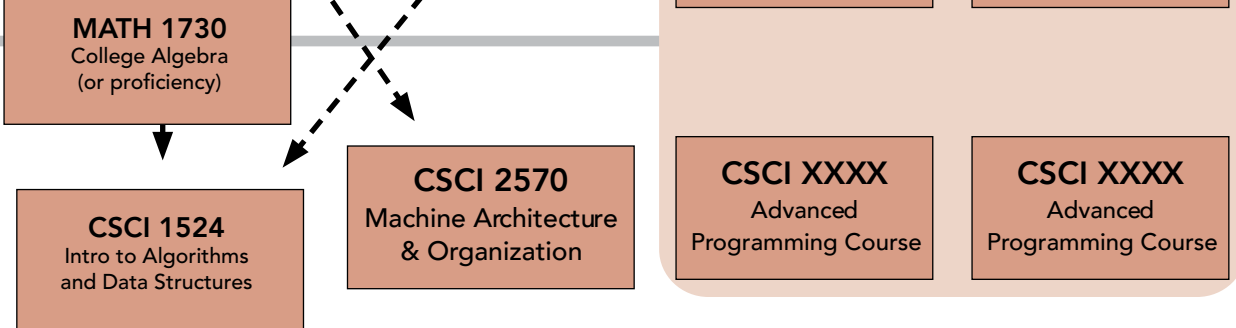 MATH 1730
College Algebra
(or proficiency)
CSCI 1524
Intro to Algorithms
and Data Structures
CSCI 2570
Machine Architecture
& Organization
CSCI XXXX
Advanced
Programming Course
CSCI XXXX
Advanced
Programming Course